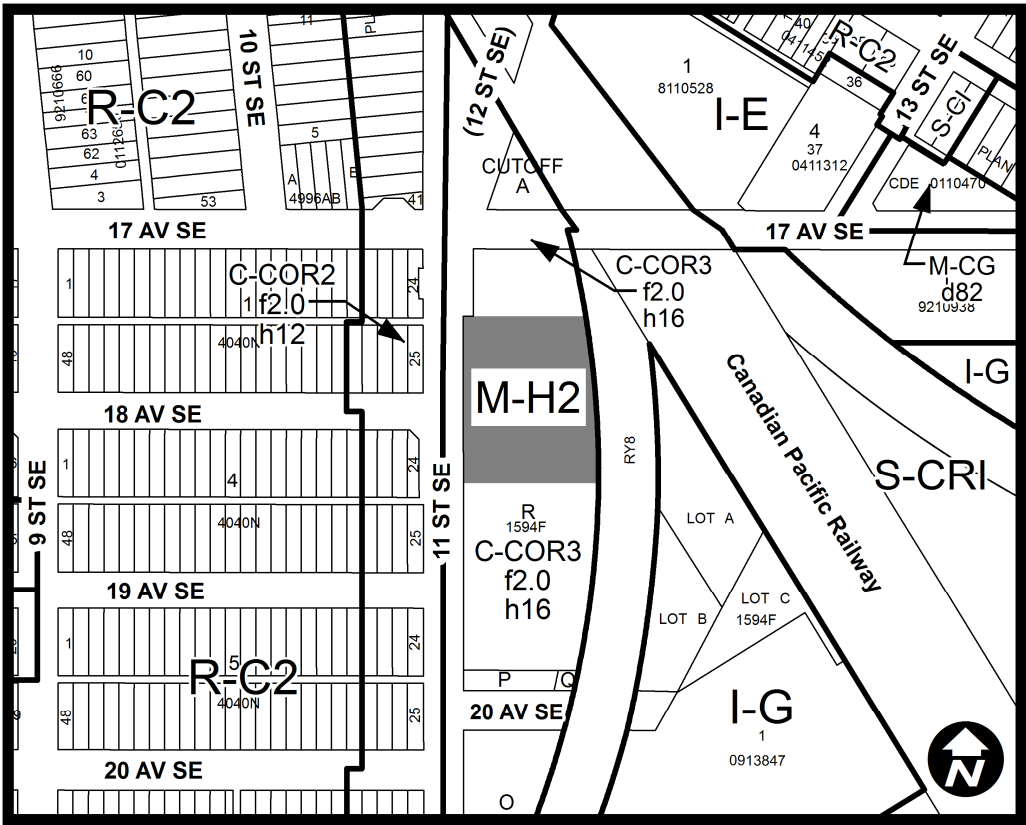 11
10
60
9210666
R-C2
63
62
4
3
53
10 ST SE
5
A
4996AB
41
(12 ST SE)
CUTOFF
A
1
8110528
I-E
40
R-C2
36
13 ST SE
S-GI
PLAN
4
37
0411312
CDE
0110470
17 AV SE
17 AV SE
M-CG
d82
9210938
I-G
1
C-COR2
1
f2.0
h12
24
4040N
48
25
C-COR3
f2.0
h16
M-H2
18 AV SE
Canadian Pacific Railway
S-CRI
RY8
9 ST SE
1
4
24
11 ST SE
4040N
48
25
R
1594F
C-COR3
f2.0
h16
LOT A
LOT B
LOT C
1594F
19 AV SE
1
5
24
R-C2
4040N
48
25
P
Q
20 AV SE
I-G
1
0913847
20 AV SE
O
N